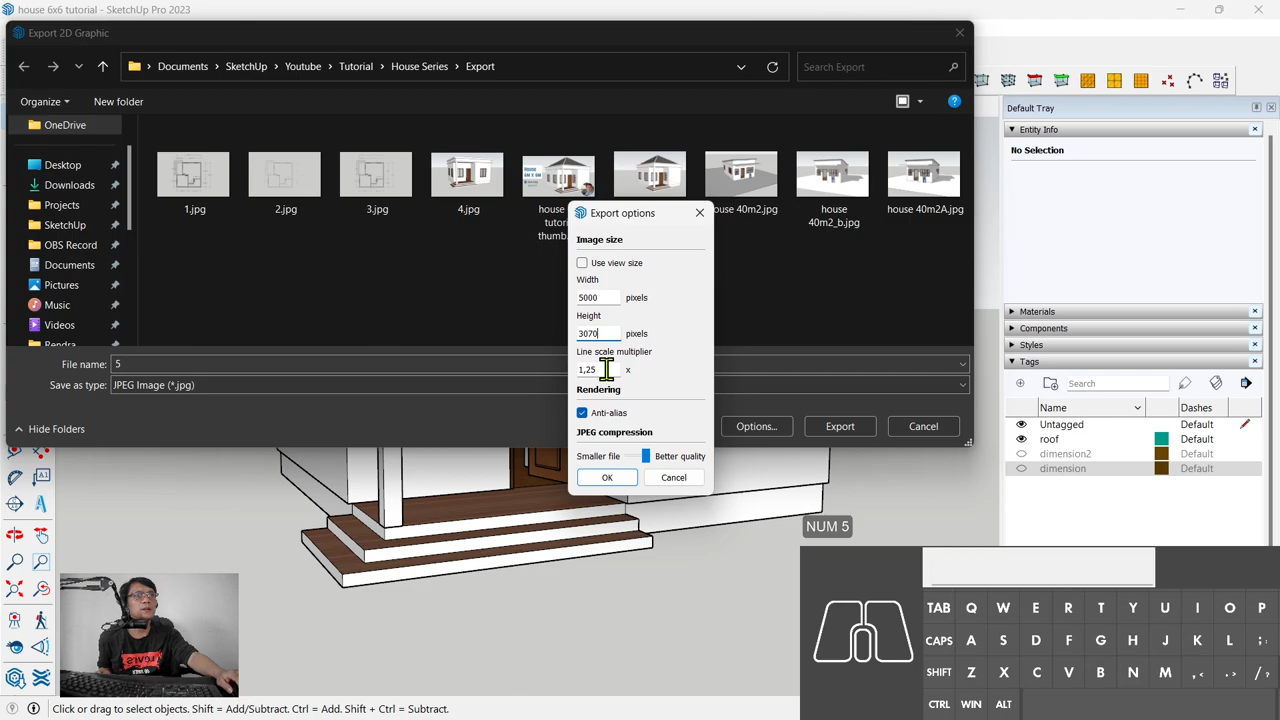 house 6x6 tutorial - SketchUp Pro 2023
Export 2D Graphic
Documents
SketchUp
Youtube
Tutorial
House Series
Export
Search Export
Organize
New folder
Default Tray
OneDrive
Entity Info
No Selection
Desktop
Downloads
Projects
SketchUp
OBS Record
Documents
Pictures
Music
Videos
1.jpg
2.jpg
3.jpg
4.jpg
house
tutor
thumb.
house 40m2.jpg
house
40m2_b.jpg
house 40m2A.jpg
Export options
Image size
Use view size
Width
5000 pixels
Height
3070 pixels
Line scale multiplier
1,25 x
Rendering
Anti-alias
JPEG compression
Smaller file
Better quality
OK
Cancel
File name: 5
Save as type: JPEG Image (*.jpg)
Hide Folders
Options...
Export
Cancel
Materials
Components
Styles
Tags
Search
Name
Dashes
Untagged Default
roof Default
dimension2 Default
dimension Default
NUM 5
TAB Q W E R T Y U I O P
CAPS A S D F G H J K L ; :
SHIFT Z X C V B N M , < . > / ?
CTRL WIN ALT
Click or drag to select objects. Shift = Add/Subtract. Ctrl = Add. Shift + Ctrl = Subtract.